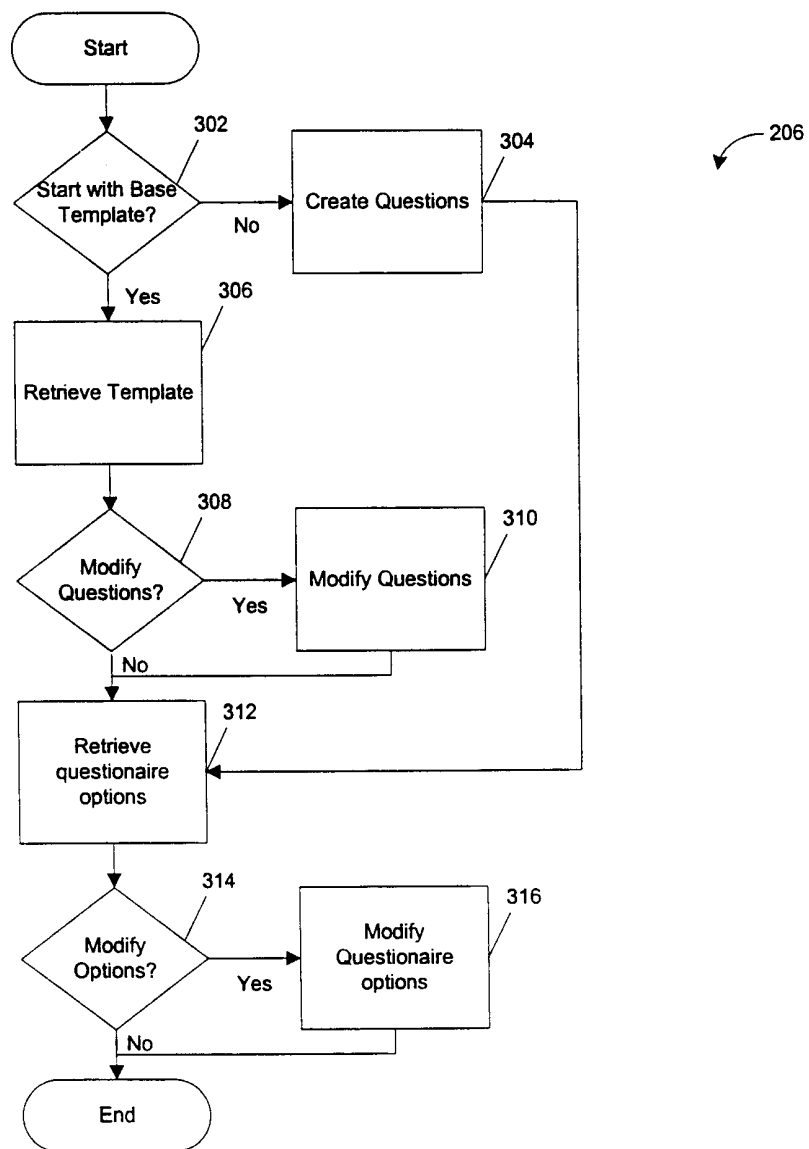 Start
302
304
206
Start with Base
Template?
Create Questions
No
Yes
306
Retrieve Template
308
310
Modify
Questions?
Modify Questions
Yes
No
312
Retrieve
questionaire
options
314
316
Modify
Options?
Modify
Questionaire
options
Yes
No
End